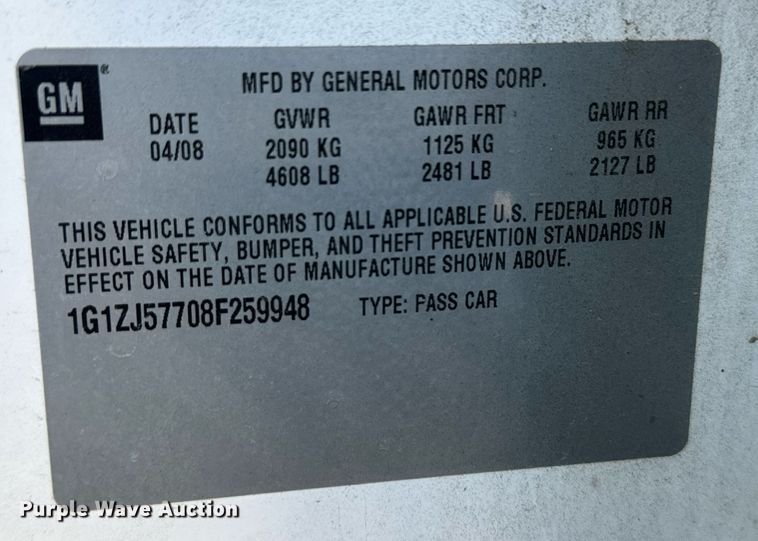 GM®
MFD BY GENERAL MOTORS CORP.
DATE GVWR GAWR FRT GAWR RR
04/08 2090 KG 1125 KG 965 KG
4608 LB 2481 LB 2127 LB
THIS VEHICLE CONFORMS TO ALL APPLICABLE U.S. FEDERAL MOTOR
VEHICLE SAFETY, BUMPER, AND THEFT PREVENTION STANDARDS IN
EFFECT ON THE DATE OF MANUFACTURE SHOWN ABOVE.
1G1ZJ57708F259948 TYPE: PASS CAR
Purple Wave Auction